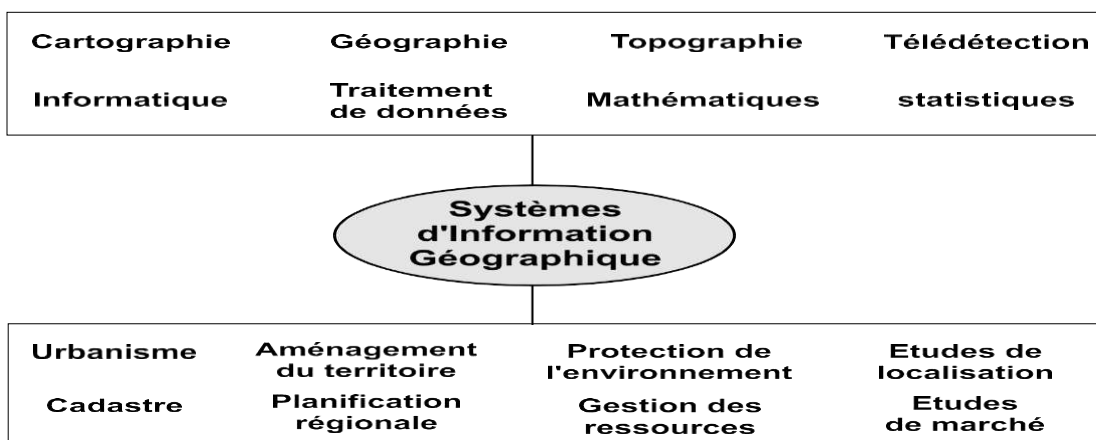 Cartographie Géographie Topographie Télédétection
Informatique Traitement de données Mathématiques statistiques
Systèmes
d'Information
Géographique
Urbanisme Aménagement du territoire Protection de l'environnement Etudes de localisation
Cadastre Planification régionale Gestion des ressources Etudes de marché